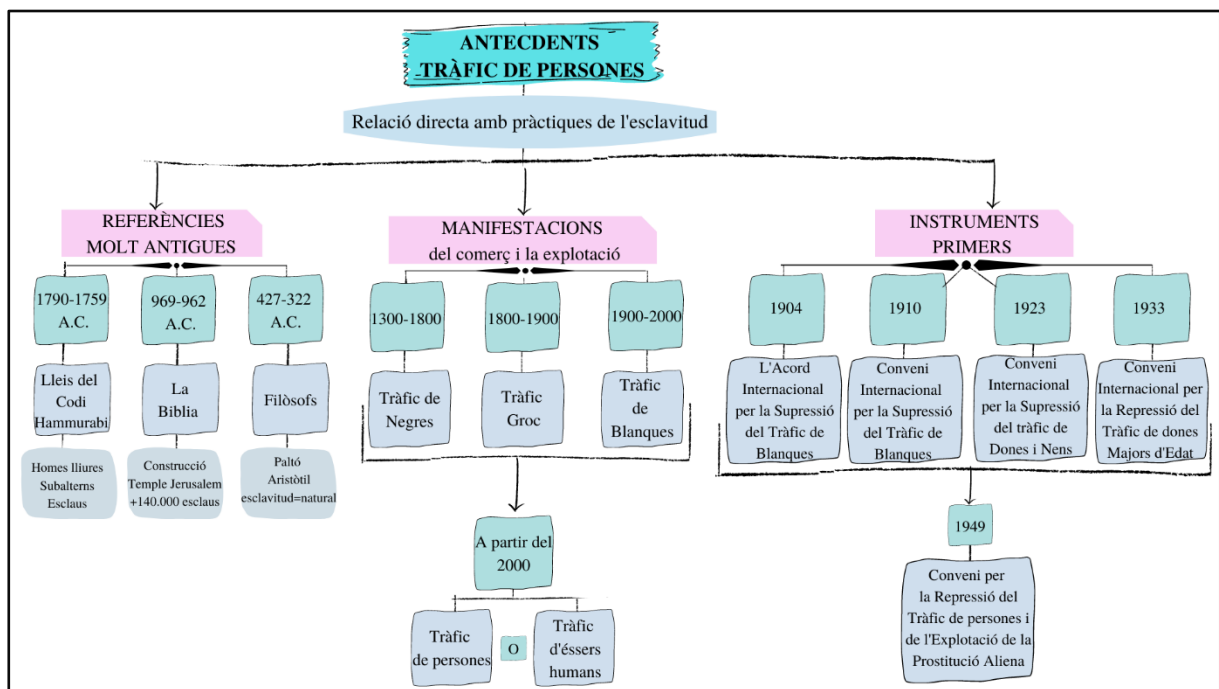 ANTECDENTS
TRÀFIC DE PERSONES
Relació directa amb pràctiques de l'esclavitud
REFERÈNCIES
MOLT ANTIGUES
1790-1759
A.C.
969-962
A.C.
427-322
A.C.
Lleis del
Codi
Hammurabi
La
Biblia
Filòsofs
Homes lliures
Subalterns
Esclaus
Construcció
Temple Jerusalem
+140.000 esclaus
Paltó
Aristòtil
esclavitud=natural
MANIFESTACIONS
del comerç i la explotació
1300-1800
1800-1900
1900-2000
Tràfic de
Negres
Tràfic
Groc
Tràfic
de
Blanques
A partir del
2000
Tràfic
de persones
O
Tràfic
d'éssers
humans
INSTRUMENTS
PRIMERS
1904
1910
1923
1933
L'Acord
Internacional
per la Supressió
del Tràfic de
Blanques
Conveni
Internacional
per la Supressió
del Tràfic de
Blanques
Conveni
Internacional
per la Supressió
del tràfic de
Dones i Nens
Conveni
Internacional per
la Repressió del
Tràfic de dones
Majors d'Edat
1949
Conveni per
la Repressió del
Tràfic de persones i
de l'Explotació de la
Prostitució Aliena